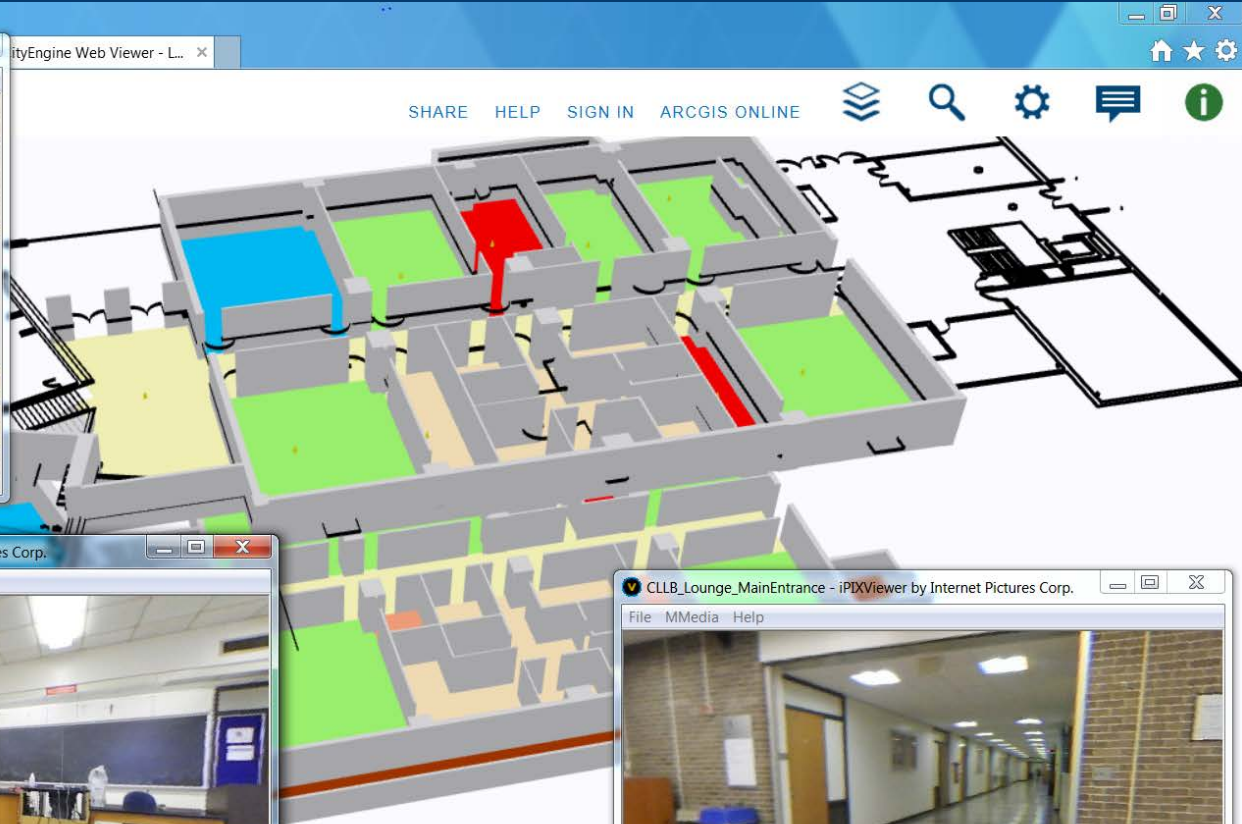 ityEngine Web Viewer - L...
SHARE HELP SIGN IN ARCGIS ONLINE
es Corp.
CLLB_Lounge_MainEntrance - iPIXViewer by Internet Pictures Corp.
File MMedia Help